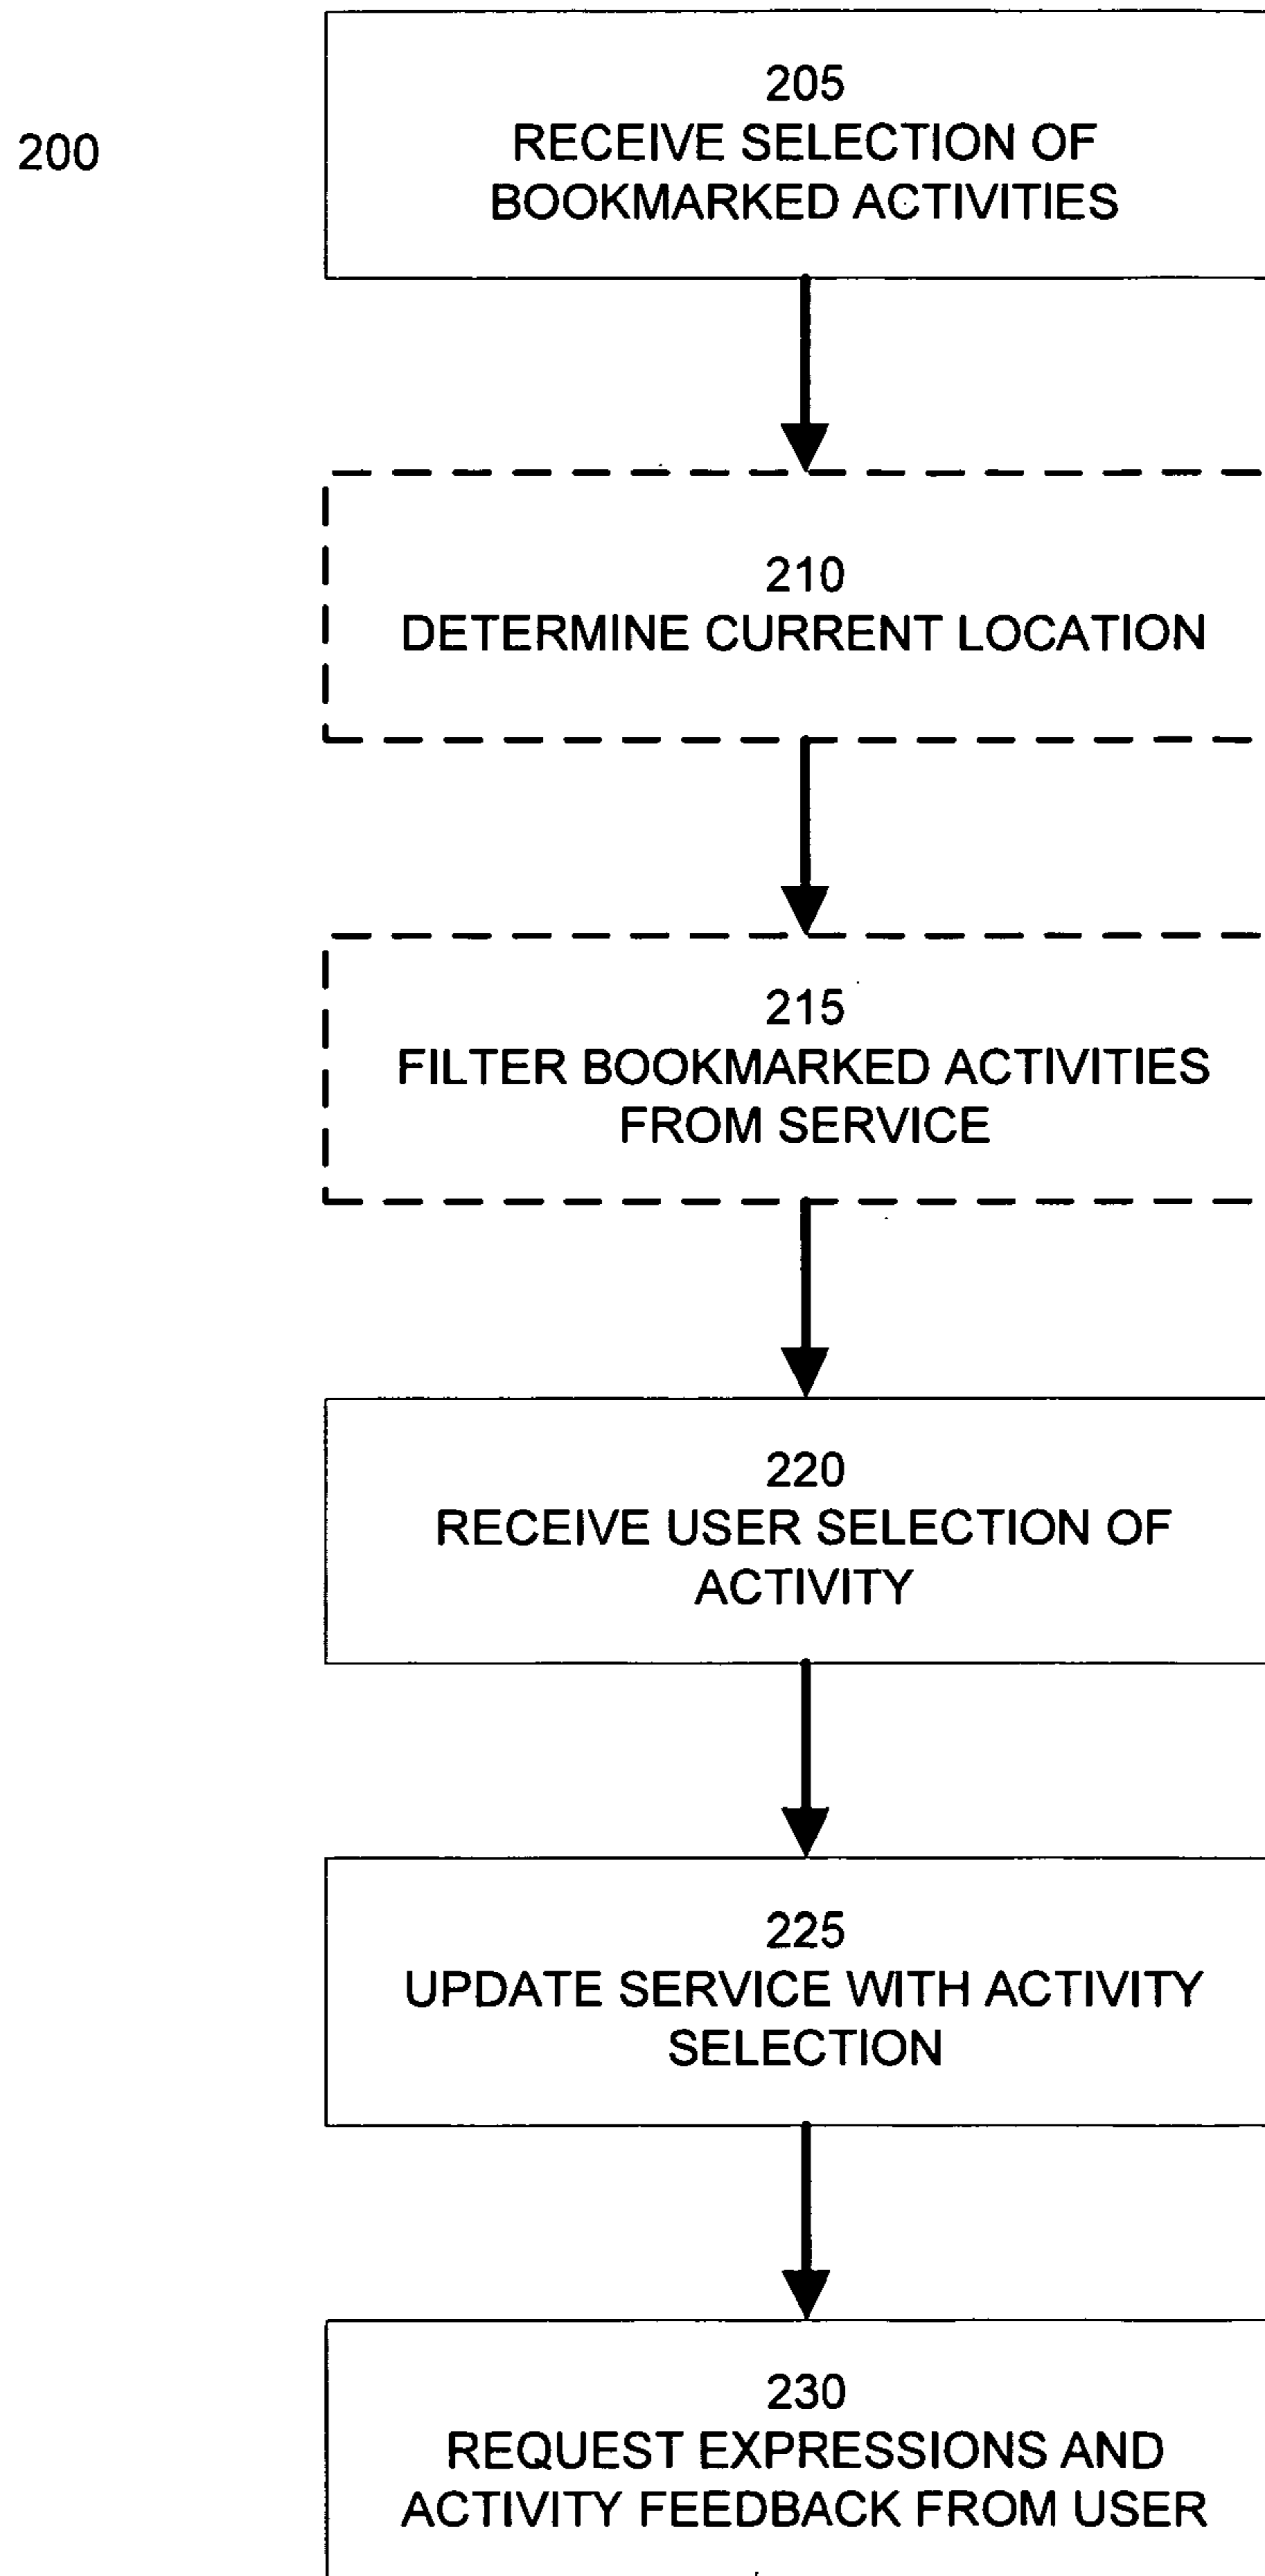 200
205
RECEIVE SELECTION OF
BOOKMARKED ACTIVITIES
210
DETERMINE CURRENT LOCATION
215
FILTER BOOKMARKED ACTIVITIES
FROM SERVICE
220
RECEIVE USER SELECTION OF
ACTIVITY
225
UPDATE SERVICE WITH ACTIVITY
SELECTION
230
REQUEST EXPRESSIONS AND
ACTIVITY FEEDBACK FROM USER